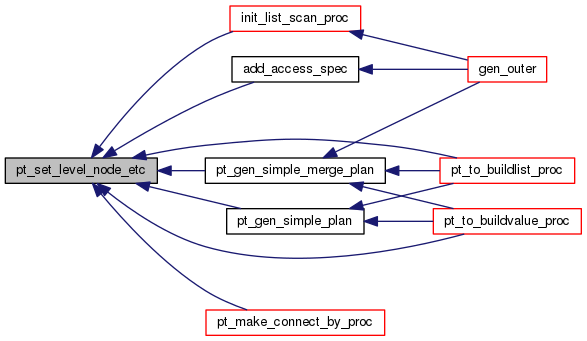 init_list_scan_proc
add_access_spec
gen_outer
pt_set_level_node_etc
pt_gen_simple_merge_plan
pt_to_buildlist_proc
pt_gen_simple_plan
pt_to_buildvalue_proc
pt_make_connect_by_proc